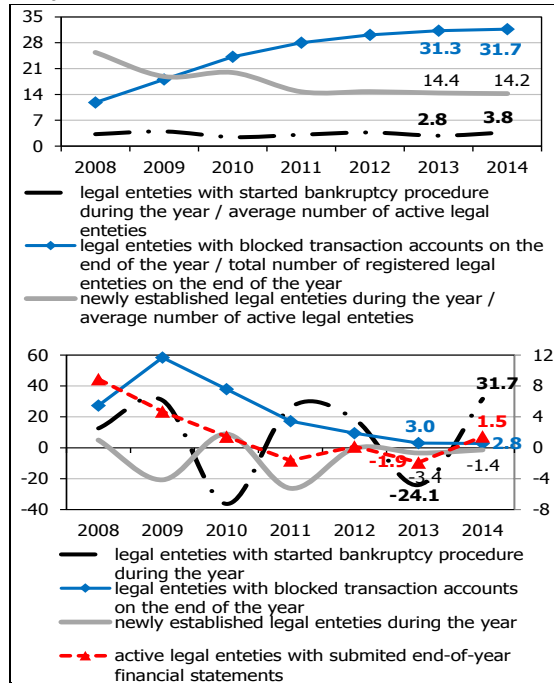 35
28
21
14
7
0
31.3 31.7
14.4 14.2
2.8 3.8
2008 2009 2010 2011 2012 2013 2014
legal enteties with started bankruptcy procedure
during the year / average number of active legal
enteties
legal enteties with blocked transaction accounts on the
end of the year / total number of registered legal
enteties on the end of the year
newly established legal enteties during the year /
average number of active legal enteties
60 12
40 8
20 4
0 0
-20 -4
-40 -8
31.7
3.0 1.5
2.8
-1.9
-3.4 -1.4
-24.1
2008 2009 2010 2011 2012 2013 2014
legal enteties with started bankruptcy procedure
during the year
legal enteties with blocked transaction accounts
on the end of the year
newly established legal enteties during the year
active legal enteties with submited end-of-year
financial statements